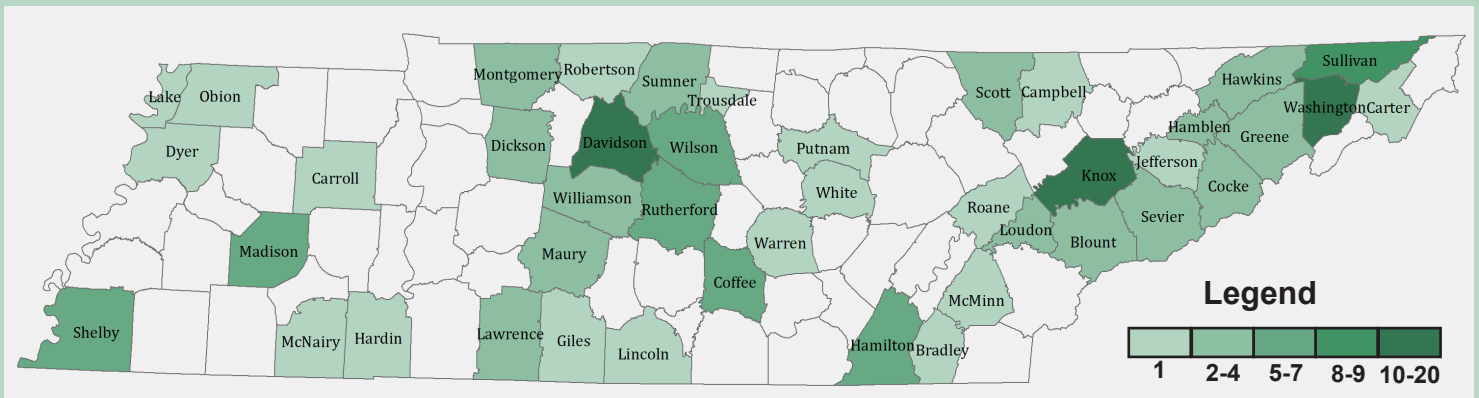 Montgomery
Robertson
Sumner
Trousdale
Lake
Obion
Dyer
Carroll
Dickson
Davidson
Wilson
Putnam
White
Williamson
Rutherford
Madison
Maury
Warren
Coffee
Shelby
McNairy
Hardin
Lawrence
Giles
Lincoln
Hamilton
Bradley
McMinn
Roane
Loudon
Blount
Knox
Sevier
Cocke
Jefferson
Hamblen
Greene
Hawkins
Sullivan
Washington
Carter
Scott
Campbell
Legend
1 2-4 5-7 8-9 10-20